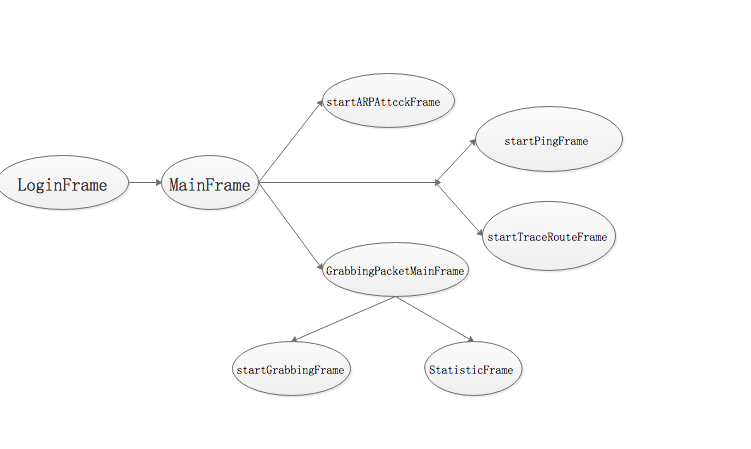 startARPAttcckFrame
startPingFrame
LoginFrame
MainFrame
startTraceRouteFrame
GrabbingPacketMainFrame
startGrabbingFrame
StatisticFrame